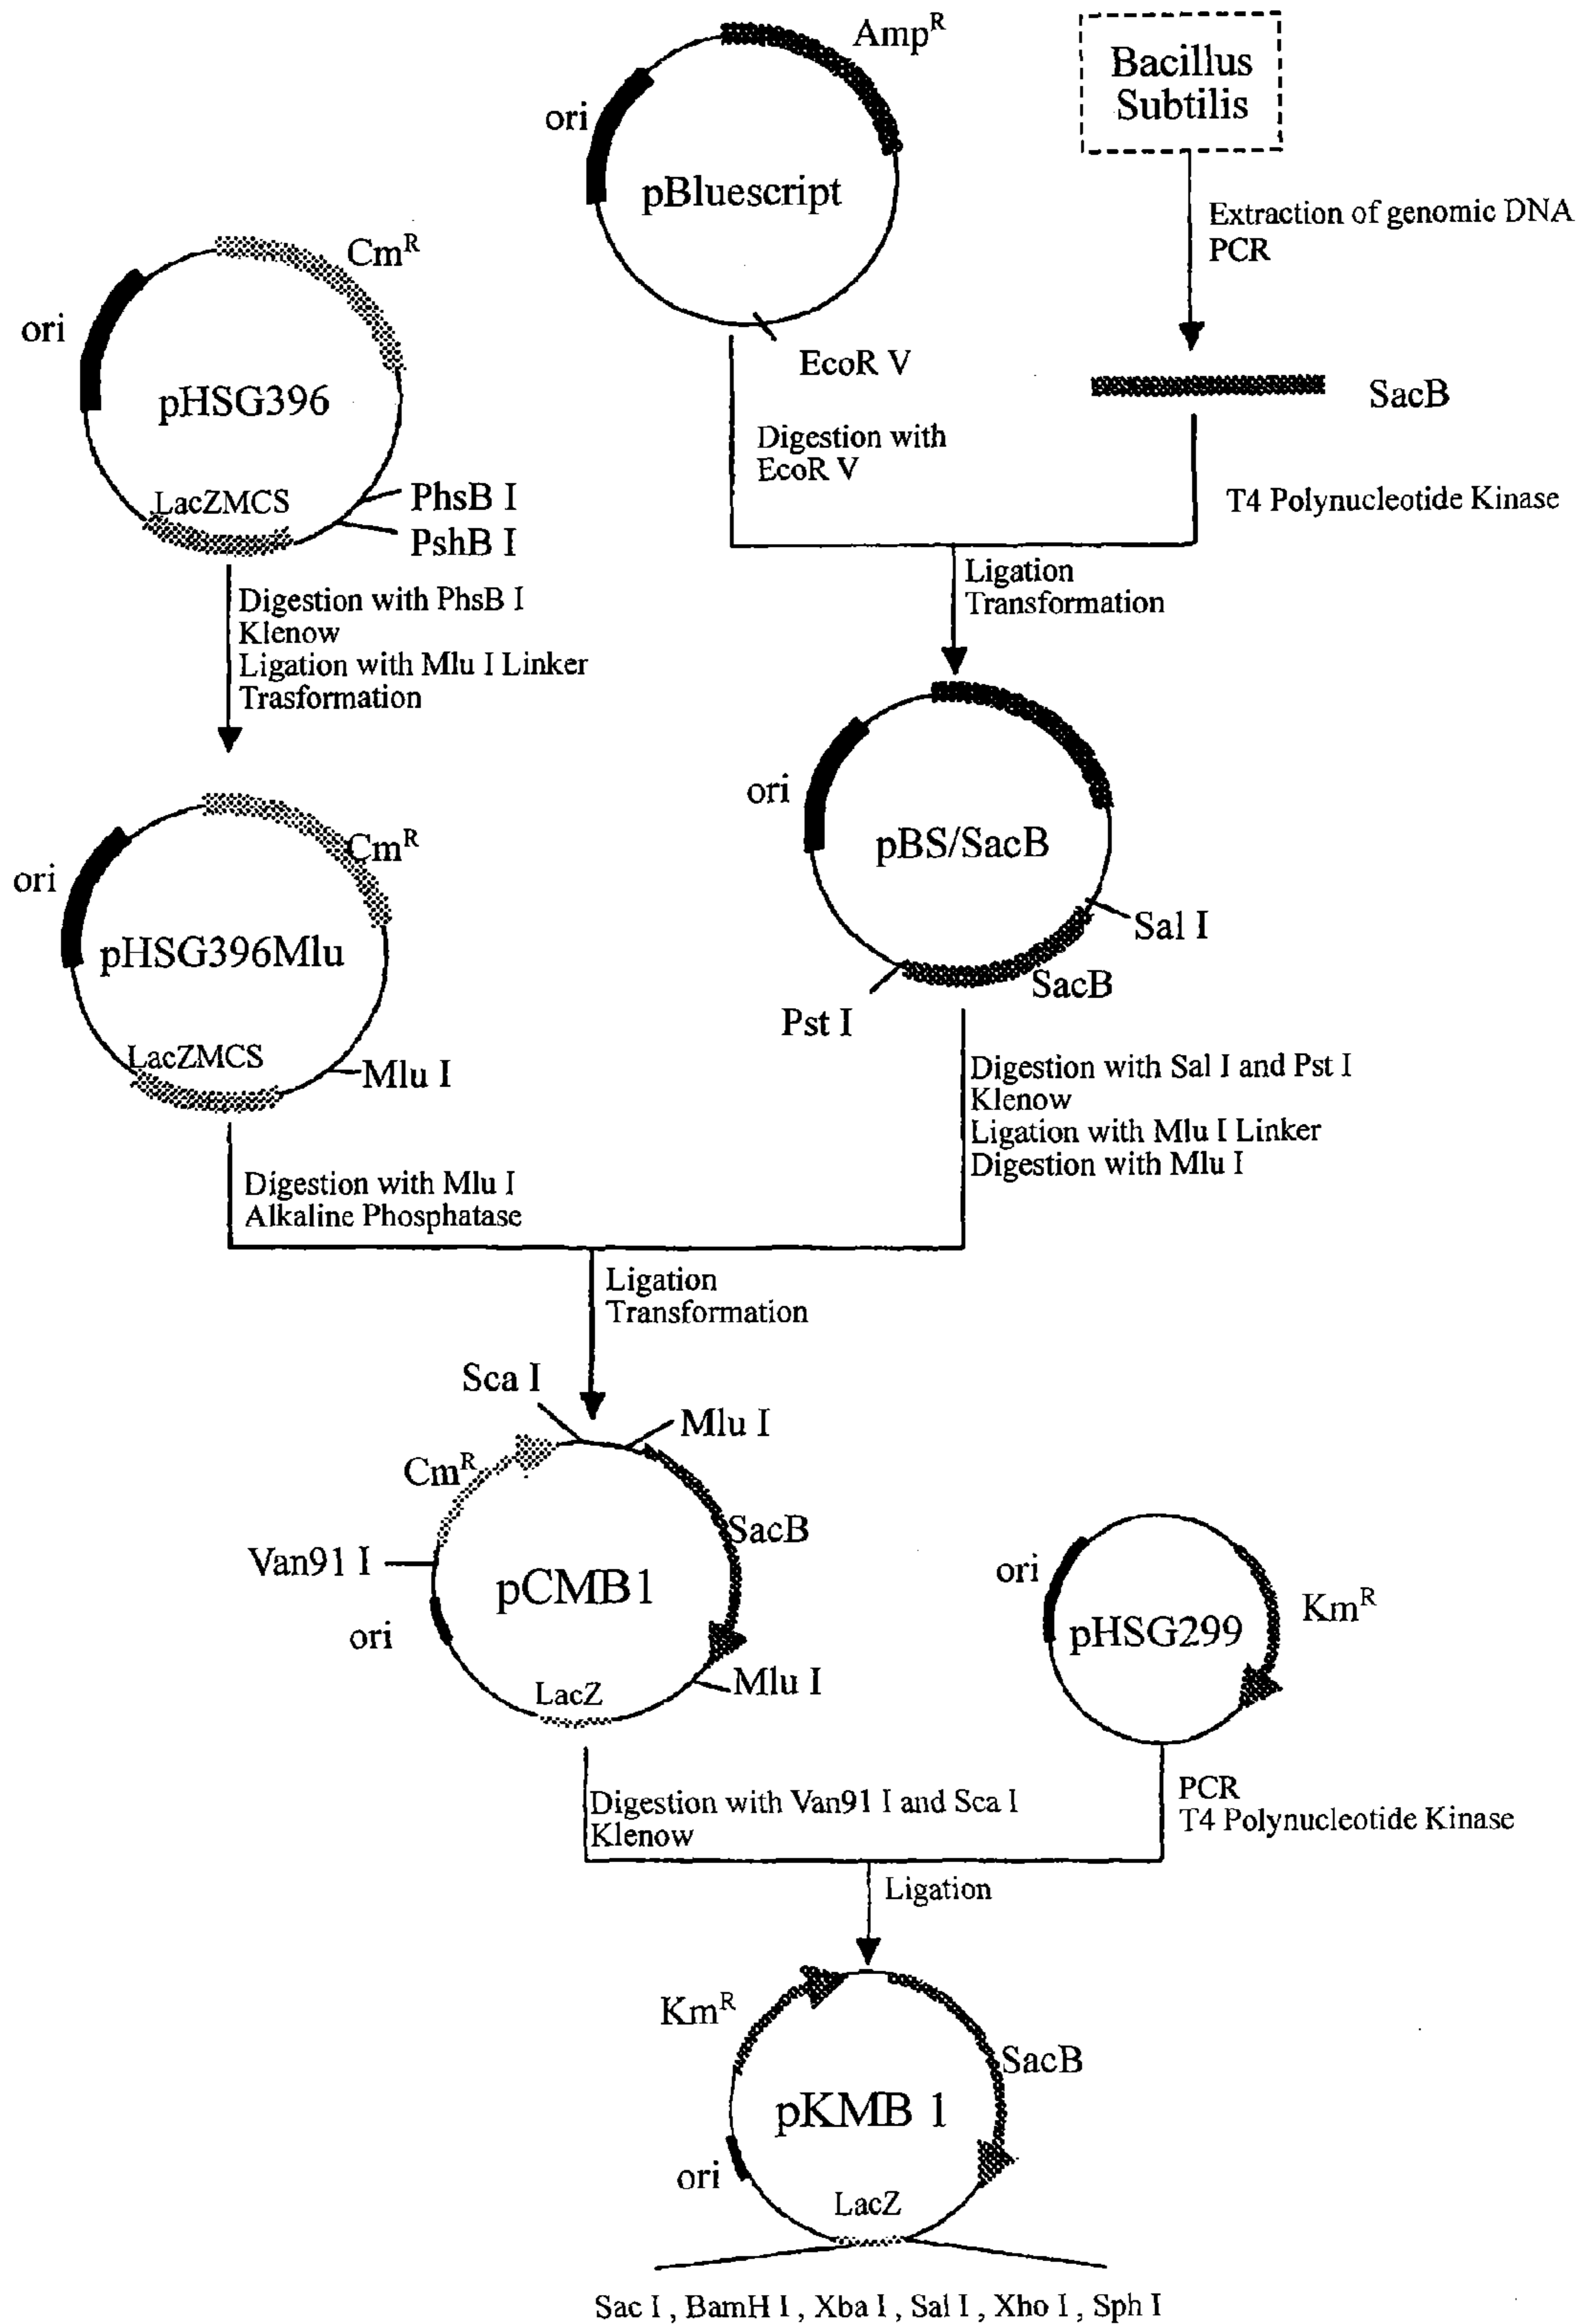 Amp^R
ori
pBluescript
EcoR V
Digestion with
EcoR V
Bacillus
Subtilis
Extraction of genomic DNA
PCR
SacB
T4 Polynucleotide Kinase
Cm^R
ori
pHSG396
LacZMCS
PhsB I
PshB I
Digestion with PhsB I
Klenow
Ligation with Mlu I Linker
Trasformation
Ligation
Transformation
ori
pBS/SacB
Sal I
SacB
Pst I
Cm^R
ori
pHSG396Mlu
LacZMCS
Mlu I
Digestion with Mlu I
Alkaline Phosphatase
Digestion with Sal I and Pst I
Klenow
Ligation with Mlu I Linker
Digestion with Mlu I
Ligation
Transformation
Sca I
Mlu I
Cm^R
SacB
Van91 I
pCMB1
ori
LacZ
Mlu I
ori
pHSG299
Km^R
Digestion with Van91 I and Sca I
Klenow
PCR
T4 Polynucleotide Kinase
Ligation
Km^R
SacB
pKMB 1
ori
LacZ
Sac I , BamH I , Xba I , Sal I , Xho I , Sph I